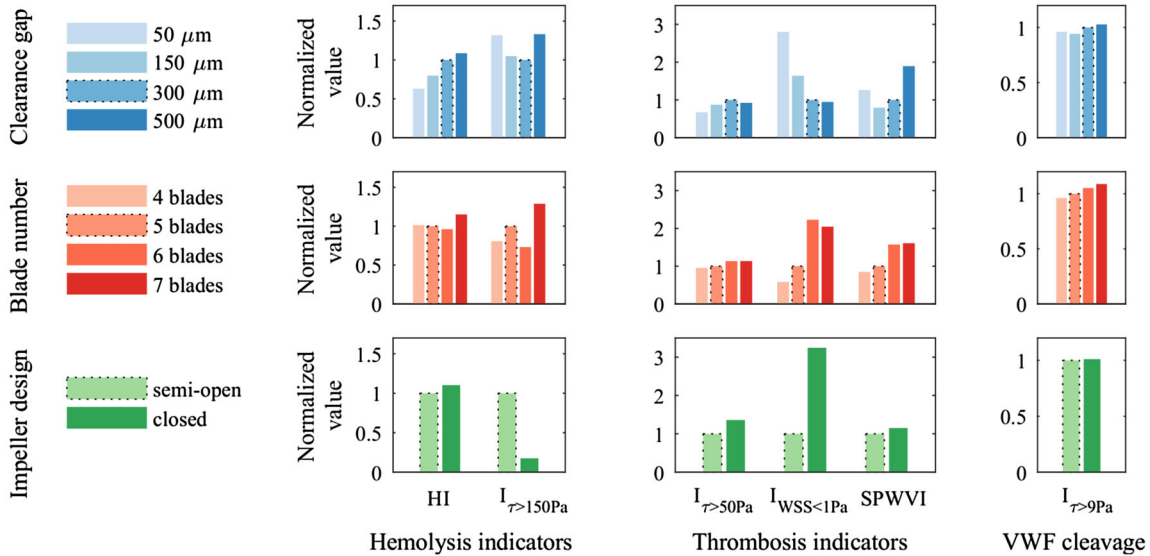 Clearance gap
50 μm
150 μm
300 μm
500 μm
Normalized
value
1.5
1
0.5
0
3
2
1
0
1
0.5
0
Blade number
4 blades
5 blades
6 blades
7 blades
Normalized
value
1.5
1
0.5
0
3
2
1
0
1
0.5
0
Impeller design
semi-open
closed
Normalized
value
1.5
1
0.5
0
3
2
1
0
1
0.5
0
HI
I τ>150Pa
I τ>50Pa
I WSS<1Pa
SPWVI
I τ>9Pa
Hemolysis indicators
Thrombosis indicators
VWF cleavage